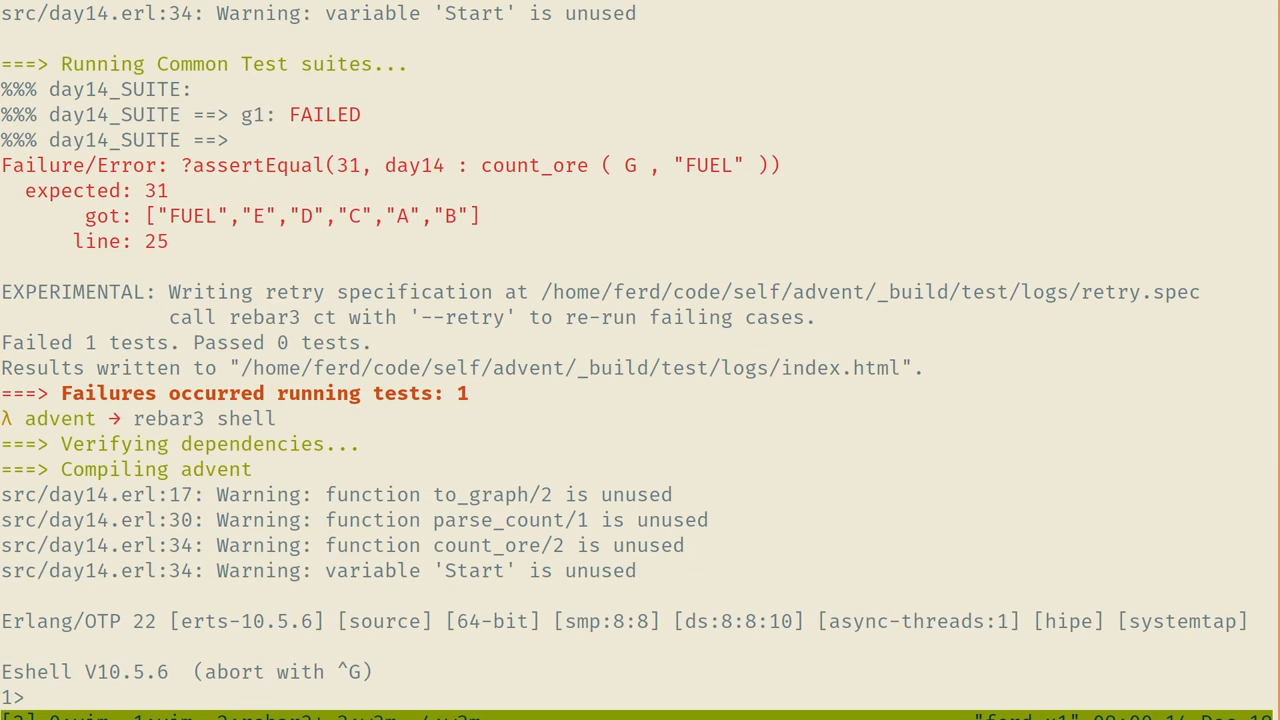 src/day14.erl:34: Warning: variable 'Start' is unused
===> Running Common Test suites...
%%% day14_SUITE:
%%% day14_SUITE ==> g1: FAILED
%%% day14_SUITE ==>
Failure/Error: ?assertEqual(31, day14 : count_ore ( G , "FUEL" ))
  expected: 31
       got: ["FUEL","E","D","C","A","B"]
      line: 25
EXPERIMENTAL: Writing retry specification at /home/ferd/code/self/advent/_build/test/logs/retry.spec
              call rebar3 ct with '--retry' to re-run failing cases.
Failed 1 tests. Passed 0 tests.
Results written to "/home/ferd/code/self/advent/_build/test/logs/index.html".
===> Failures occurred running tests: 1
λ advent → rebar3 shell
===> Verifying dependencies...
===> Compiling advent
src/day14.erl:17: Warning: function to_graph/2 is unused
src/day14.erl:30: Warning: function parse_count/1 is unused
src/day14.erl:34: Warning: function count_ore/2 is unused
src/day14.erl:34: Warning: variable 'Start' is unused
Erlang/OTP 22 [erts-10.5.6] [source] [64-bit] [smp:8:8] [ds:8:8:10] [async-threads:1] [hipe] [systemtap]
Eshell V10.5.6  (abort with ^G)
1>